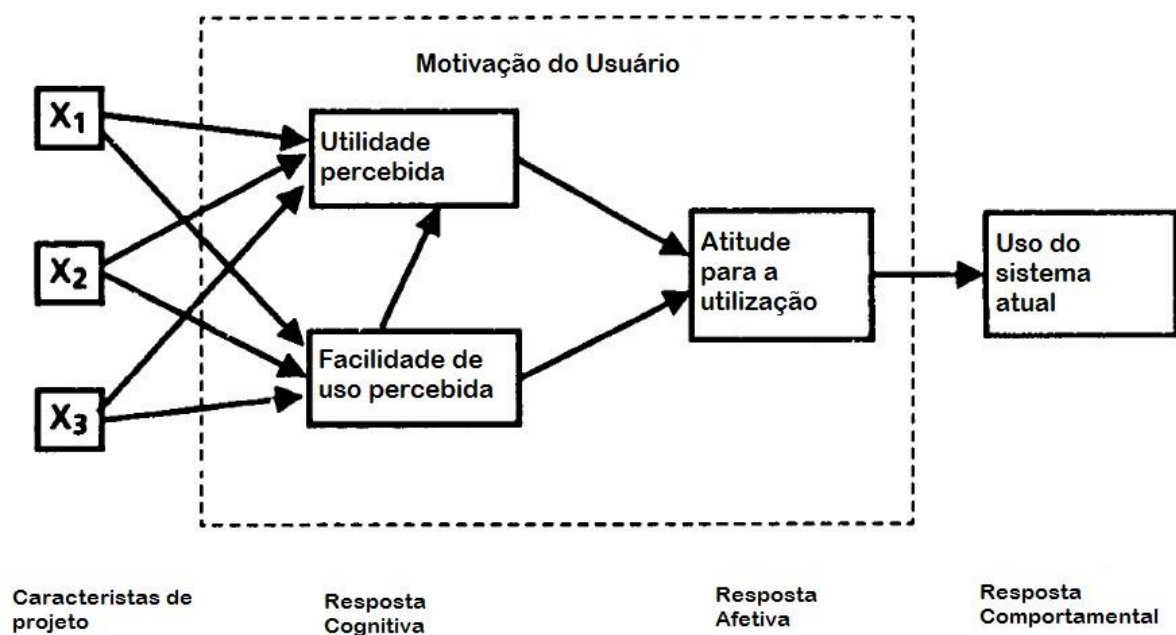 Motivação do Usuário
X₁
X₂
X₃
Utilidade
percebida
Facilidade de
uso percebida
Atitude
para a
utilização
Uso do
sistema
atual
Caracteristas de
projeto
Resposta
Cognitiva
Resposta
Afetiva
Resposta
Comportamental